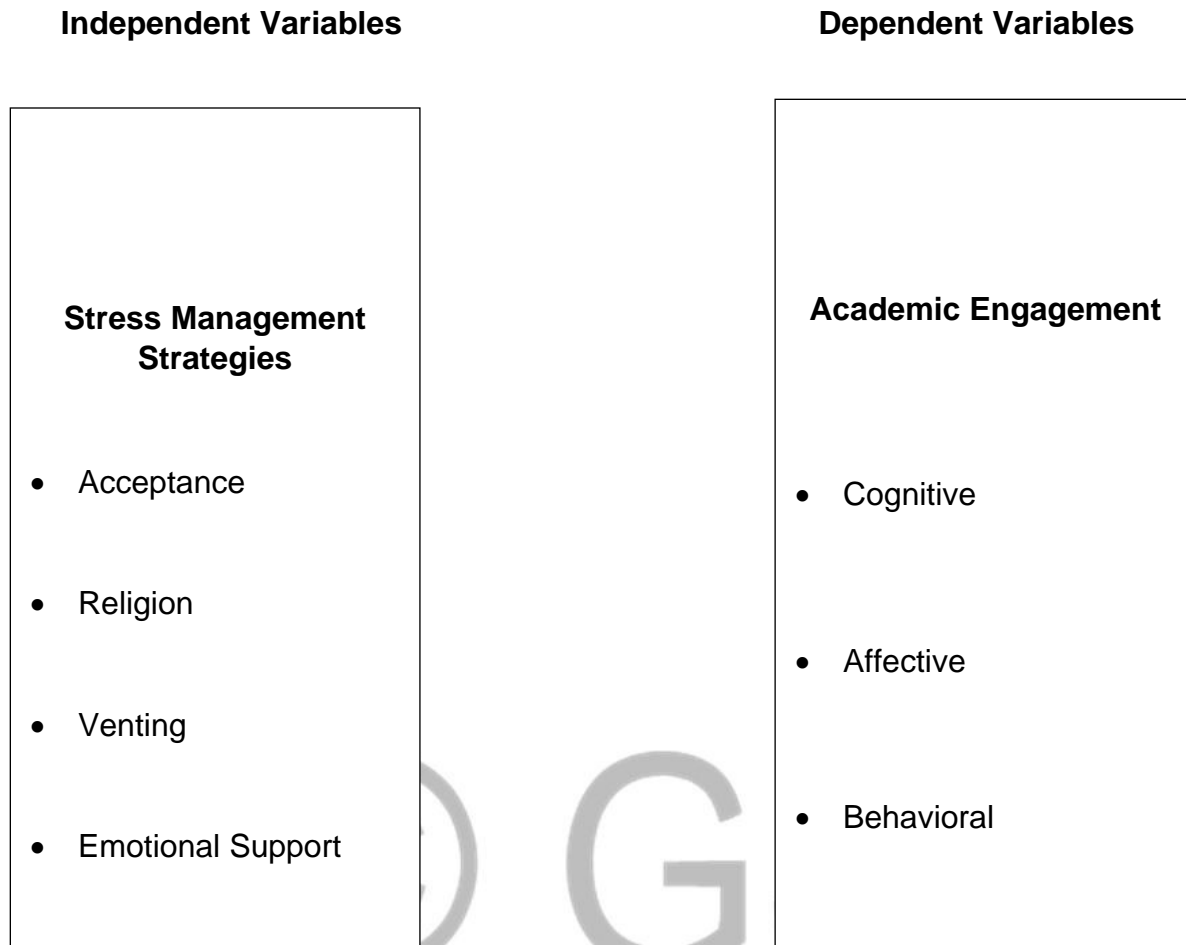 Independent Variables
Dependent Variables
Stress Management
Strategies
• Acceptance
• Religion
• Venting
• Emotional Support
Academic Engagement
• Cognitive
• Affective
• Behavioral
G